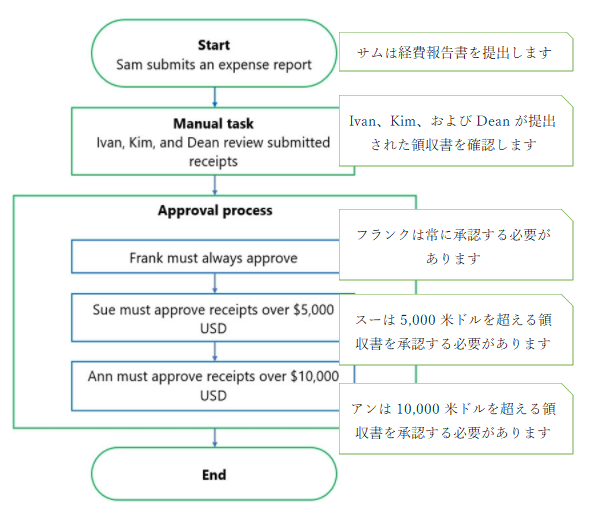 Start
Sam submits an expense report
サムは経費報告書を提出します
Manual task
Ivan, Kim, and Dean review submitted
receipts
Ivan、Kim、および Dean が提出
された領収書を確認します
Approval process
Frank must always approve
フランクは常に承認する必要が
あります
Sue must approve receipts over $5,000
USD
スーは 5,000 米ドルを超える領
収書を承認する必要があります
Ann must approve receipts over $10,000
USD
アンは 10,000 米ドルを超える領
収書を承認する必要があります
End